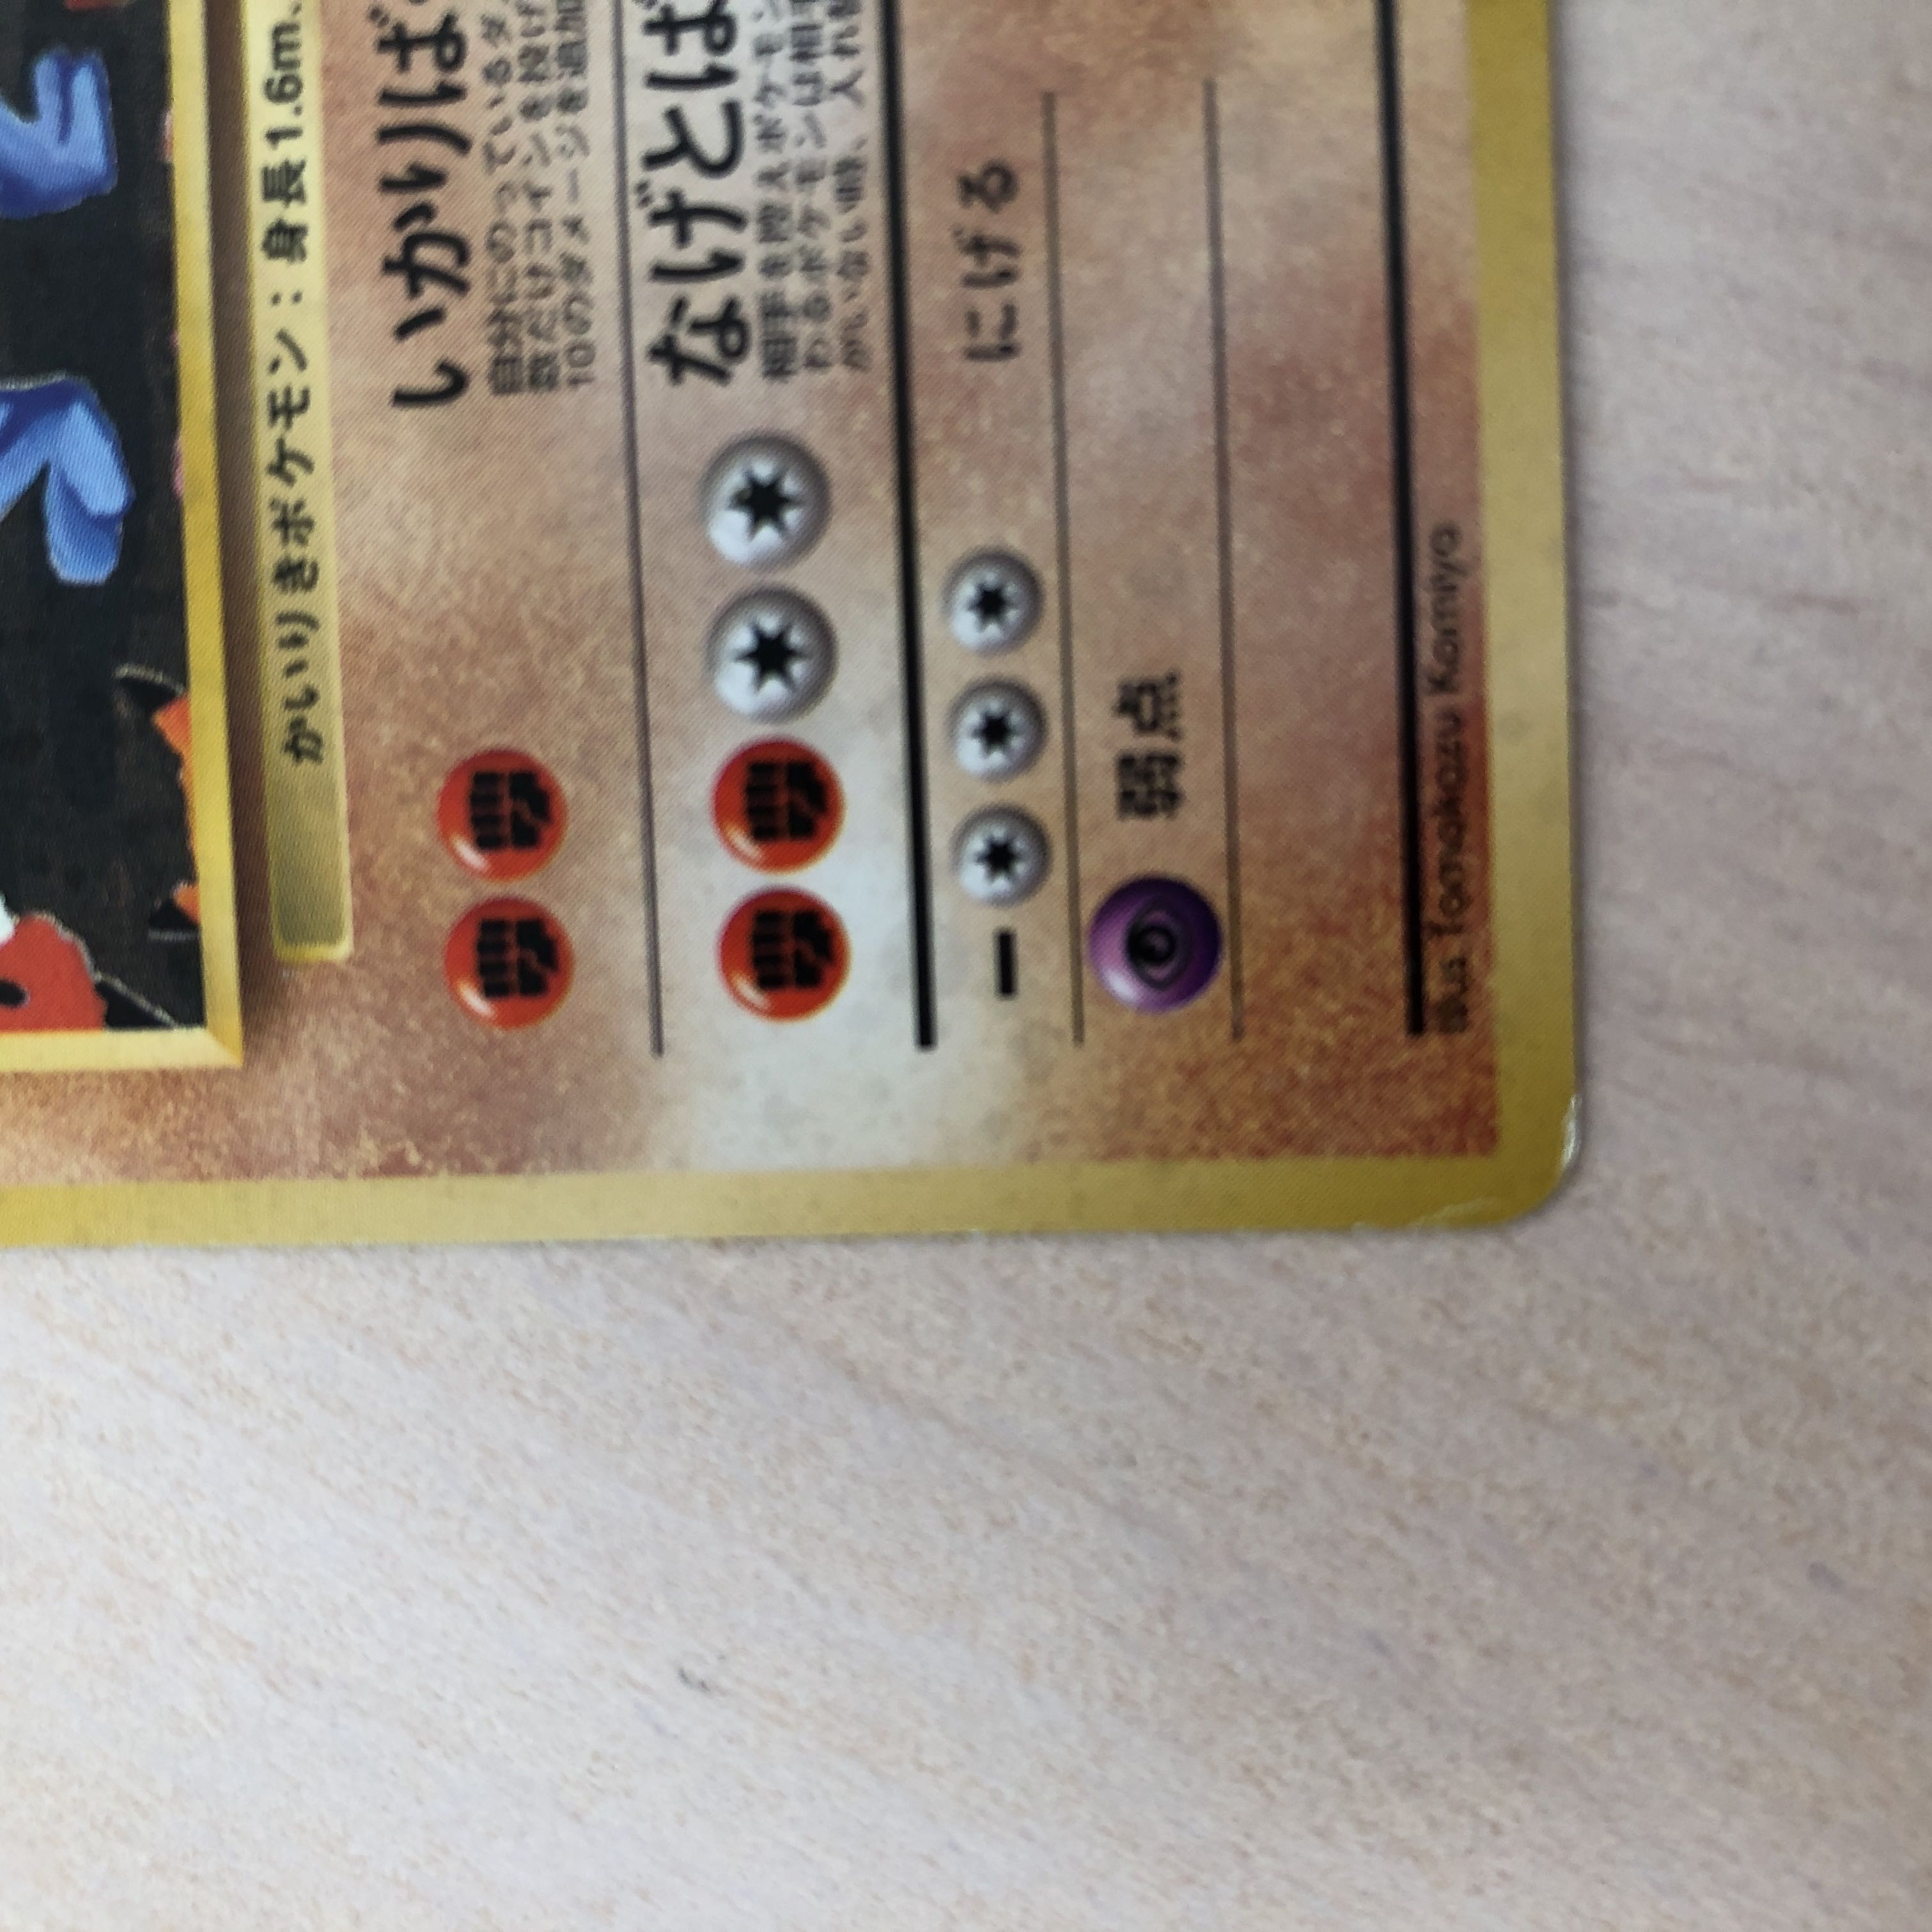 かいりきポケモン : 身長1.6m、
いかりば
自分にのっているダ
数だけコインを投げ
10のダメージを追加
なげとば
相手を控えポケモン
わるポケモンは相手
がいない時、入れ
にげる
弱点
Illus. Tomokazu Komiya